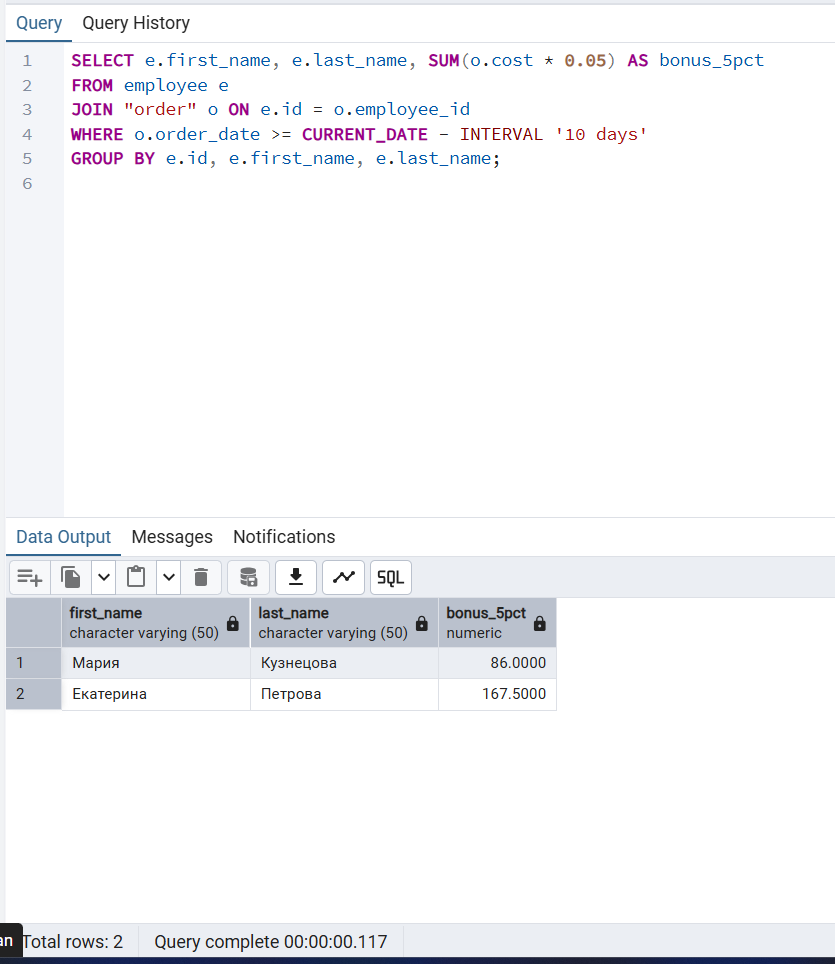 Query Query History
1 SELECT e.first_name, e.last_name, SUM(o.cost * 0.05) AS bonus_5pct
2 FROM employee e
3 JOIN "order" o ON e.id = o.employee_id
4 WHERE o.order_date >= CURRENT_DATE - INTERVAL '10 days'
5 GROUP BY e.id, e.first_name, e.last_name;
6
Data Output Messages Notifications
SQL
first_name last_name bonus_5pct
character varying (50) character varying (50) numeric
1 Мария Кузнецова 86.0000
2 Екатерина Петрова 167.5000
an Total rows: 2 Query complete 00:00:00.117